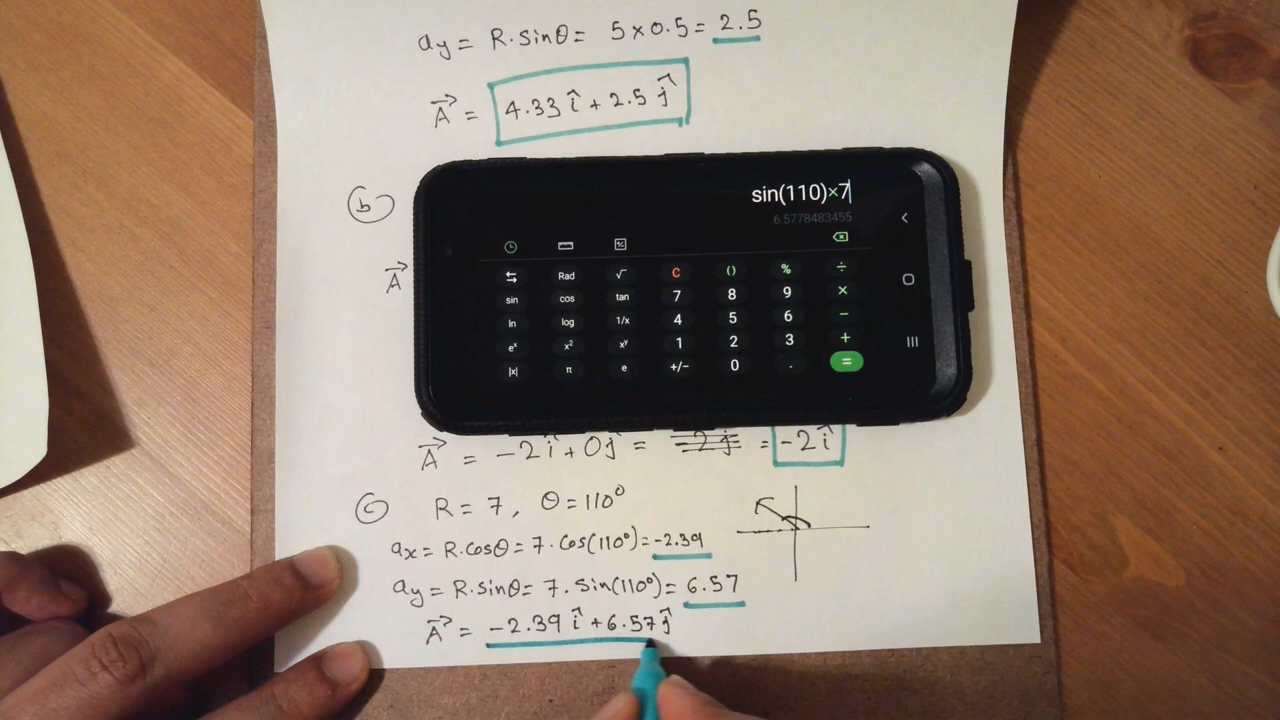 ay = R·sinθ = 5×0.5 = 2.5
A⃗ = 4.33 î + 2.5 ĵ
b
A⃗
sin(110)×7
6.5778483455
Rad √ C () % ÷
sin cos tan 7 8 9 ×
ln log 1/x 4 5 6 −
eˣ x² xʸ 1 2 3 +
|x| π e +/− 0 . =
A⃗ = −2î + 0ĵ = -2ĵ = −2î
C R = 7, θ = 110°
ax = R·cosθ = 7·Cos(110°) = -2.39
ay = R·sinθ = 7·Sin(110°) = 6.57
A⃗ = −2.39 î + 6.57ĵ